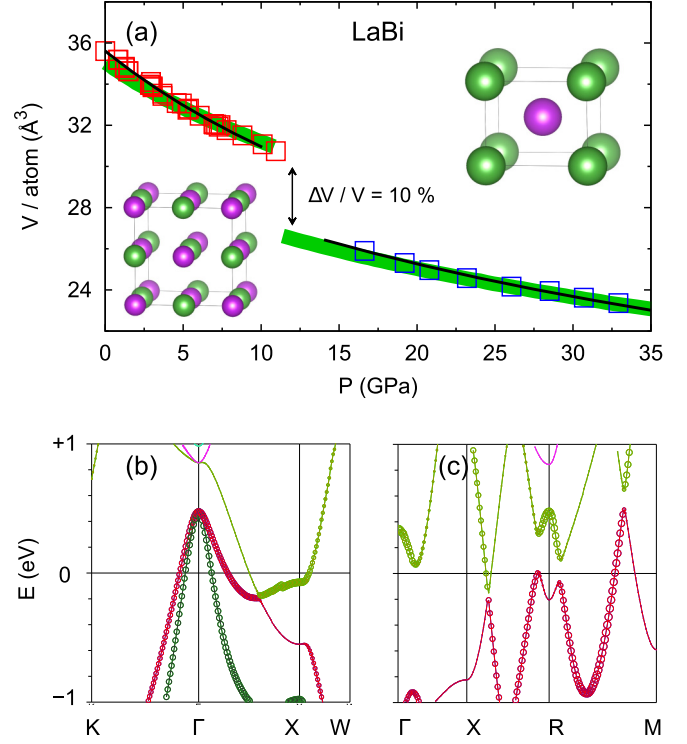 (a)
LaBi
36
32
28
24
V / atom (Å³)
ΔV / V = 10 %
0
5
10
15
20
25
30
35
P (GPa)
+1
0
−1
E (eV)
(b)
(c)
K
Γ
X
W
Γ
X
R
M